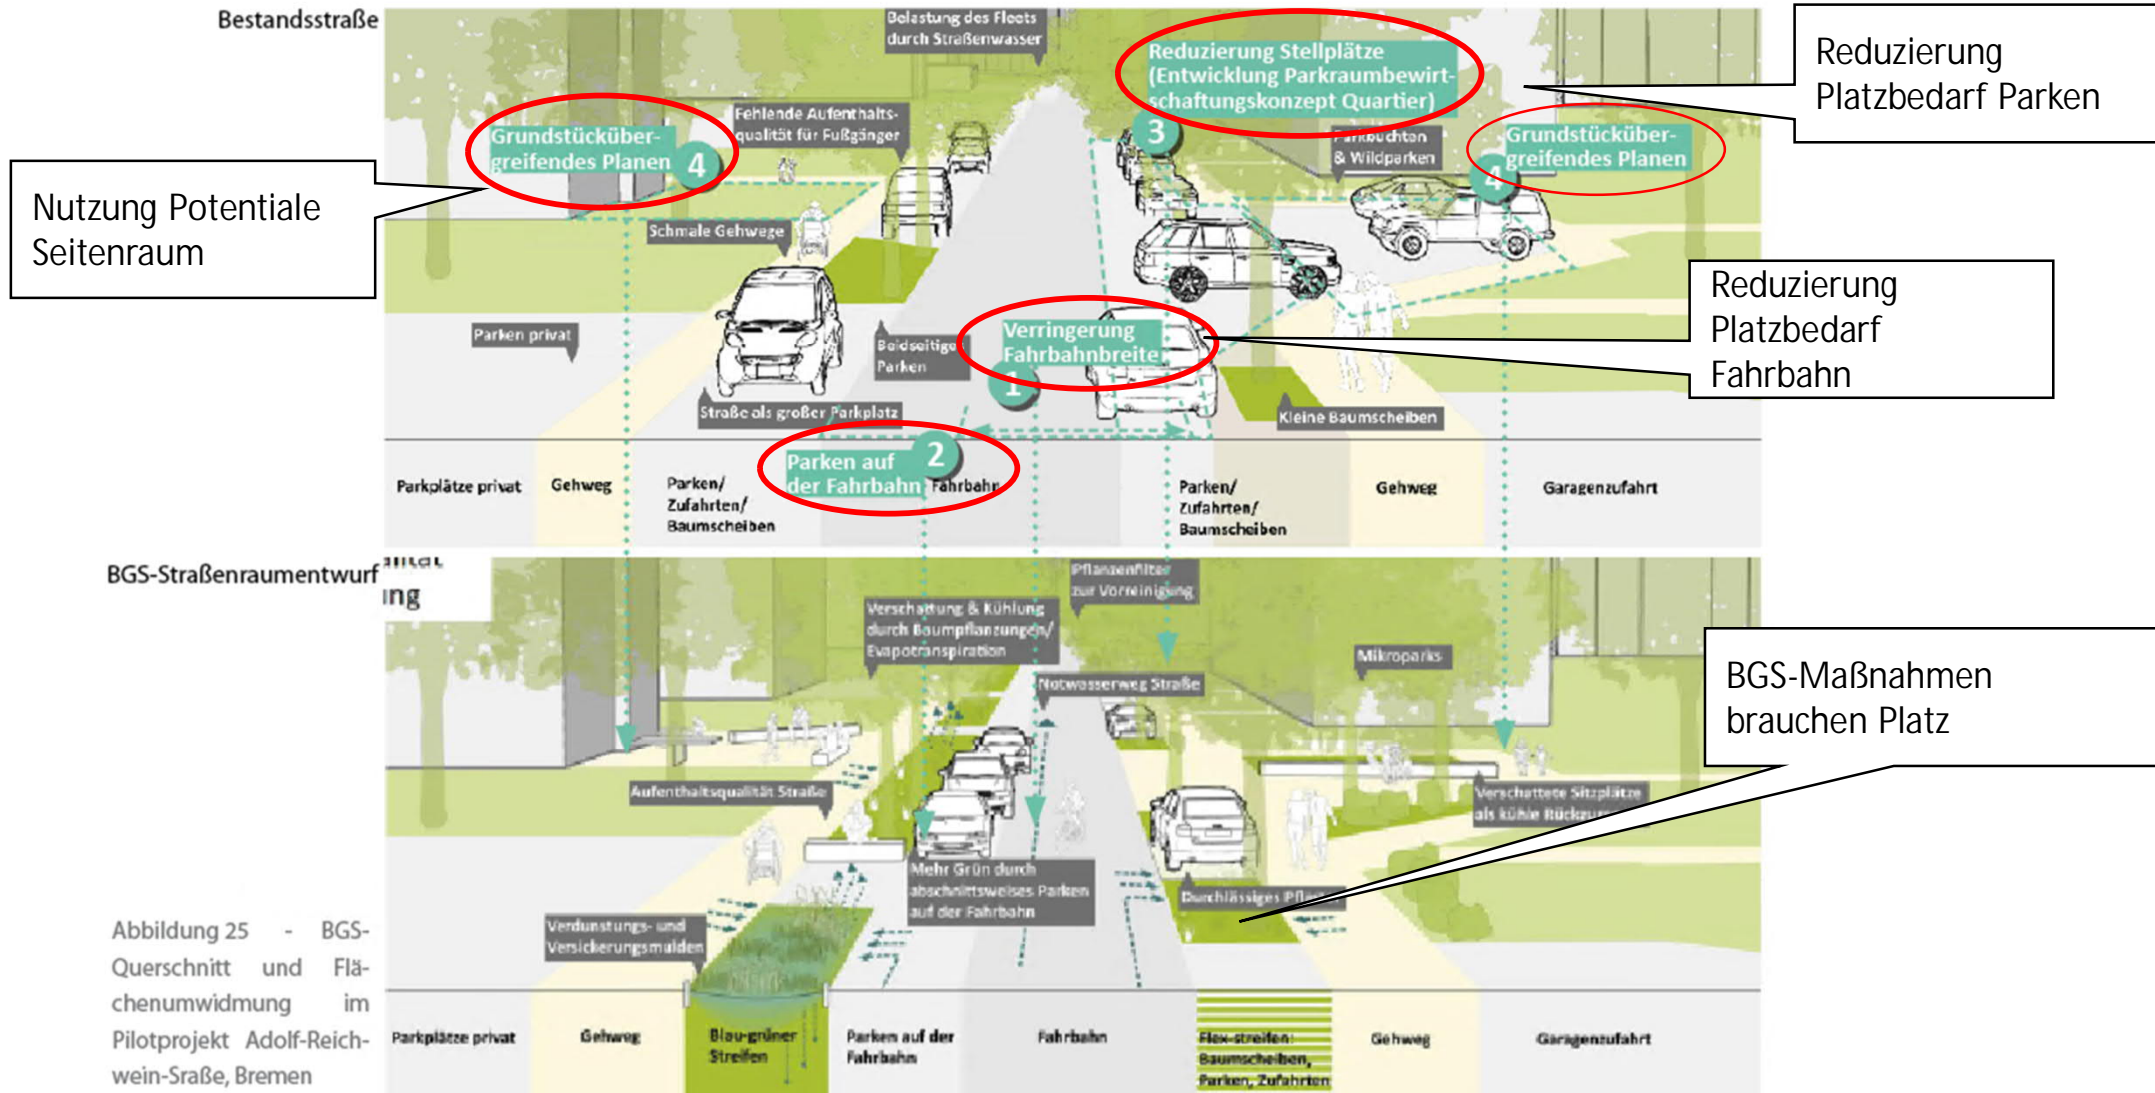 Bestandsstraße
Belastung des Fleets
durch Straßenwasser
Reduzierung Stellplätze
(Entwicklung Parkraumbewirt-
schaftungskonzept Quartier)
3
Reduzierung
Platzbedarf Parken
Fehlende Aufenthalts-
qualität für Fußgänger
Grundstücküber-
greifendes Planen
4
Parkbuchten
& Wildparken
Grundstücküber-
greifendes Planen
4
Nutzung Potentiale
Seitenraum
Schmale Gehwege
Reduzierung
Platzbedarf
Fahrbahn
Parken privat
Beidseitiges
Parken
Verringerung
Fahrbahnbreite
1
Straße als großer Parkplatz
Kleine Baumscheiben
Parken auf
der Fahrbahn
2
Parkplätze privat
Gehweg
Parken/
Zufahrten/
Baumscheiben
Fahrbahn
Parken/
Zufahrten/
Baumscheiben
Gehweg
Garagenzufahrt
BGS-Straßenraumentwurf
ng
Pflanzenfilter
zur Vorreinigung
Verschattung & Kühlung
durch Baumpflanzungen/
Evapotranspiration
Notwasserweg Straße
Mikroparks
BGS-Maßnahmen
brauchen Platz
Aufenthaltsqualität Straße
Verschattete Sitzplätze
als kühle
Mehr Grün durch
abschnittsweises Parken
auf der Fahrbahn
Durchlässiges
Verdunstungs- und
Versickerungsmulden
Abbildung 25 - BGS-
Querschnitt und Flä-
chenumwidmung im
Pilotprojekt Adolf-Reich-
wein-Sraße, Bremen
Parkplätze privat
Gehweg
Blau-grüner
Streifen
Parken auf der
Fahrbahn
Fahrbahn
Flex-streifen:
Baumscheiben,
Parken, Zufahrten
Gehweg
Garagenzufahrt